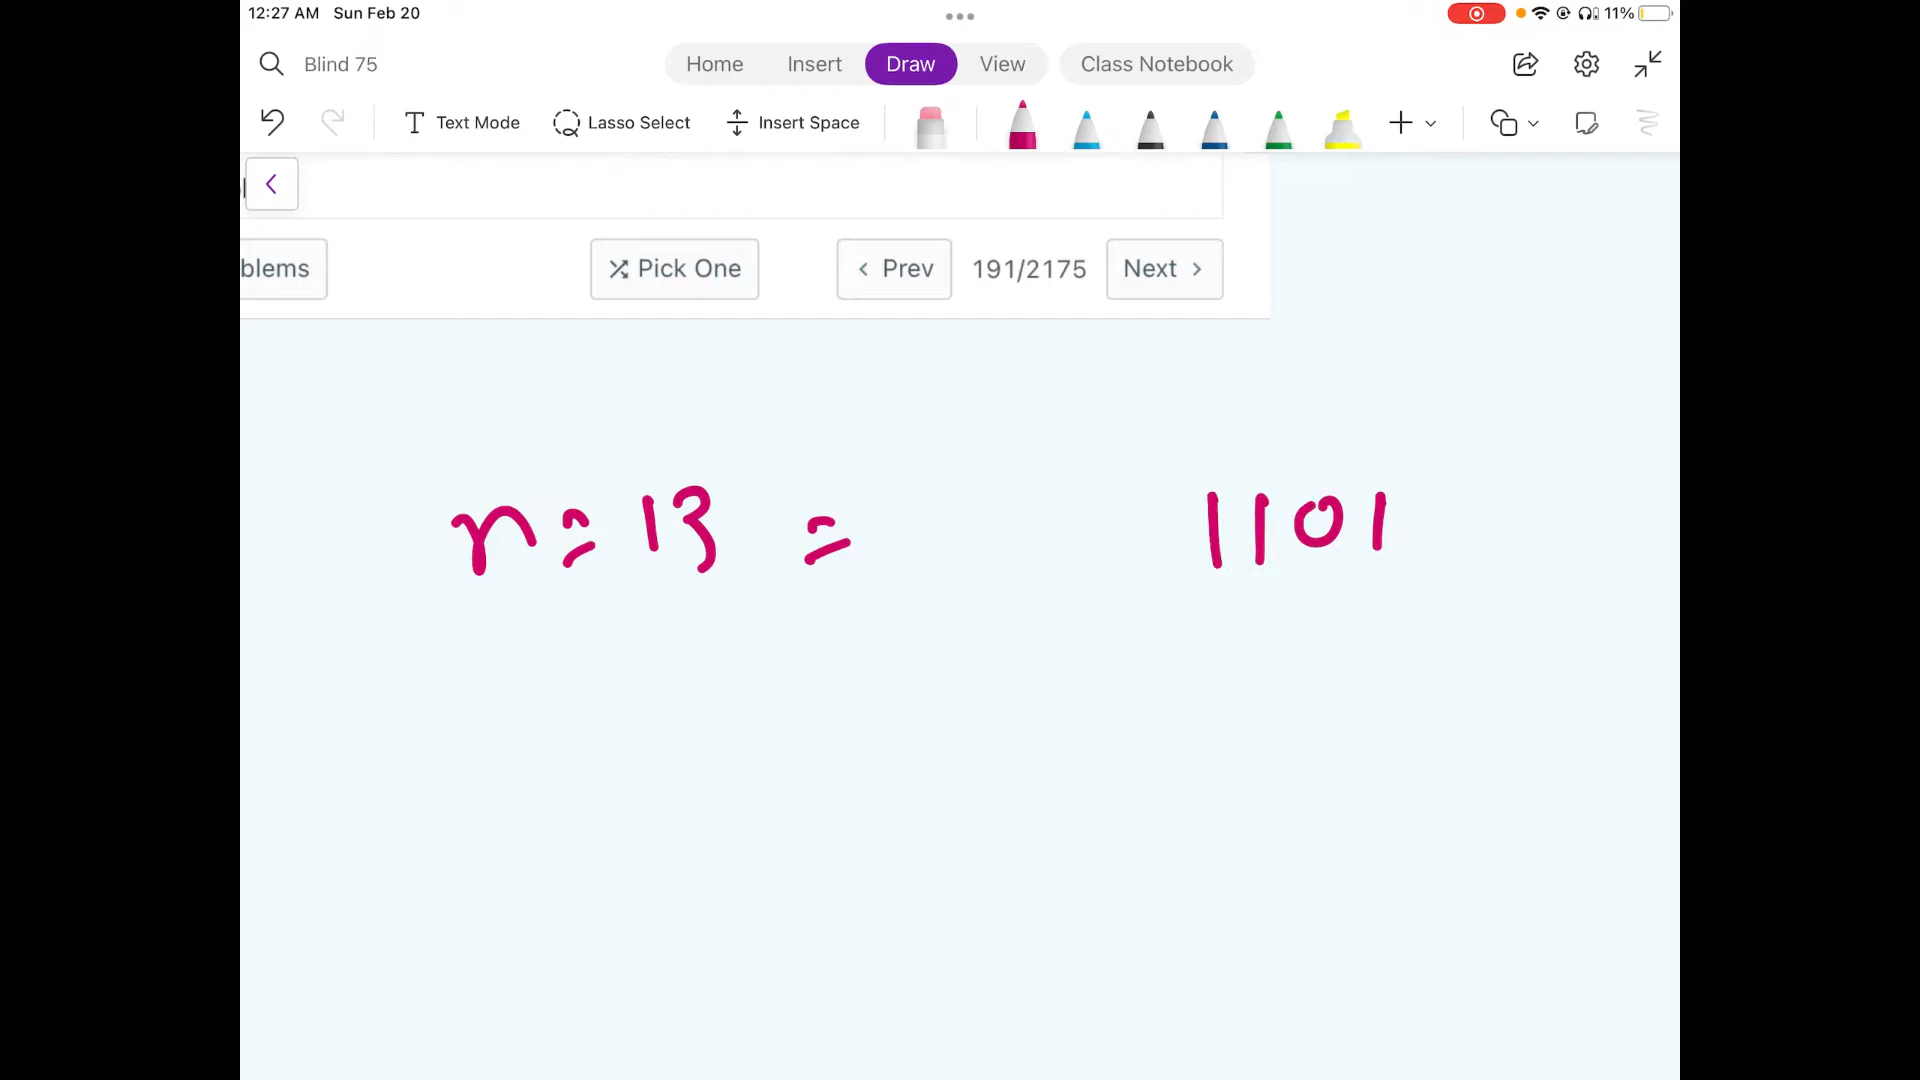 12:27 AM Sun Feb 20
11%
Blind 75
Home Insert Draw View Class Notebook
Text Mode Lasso Select Insert Space
blems Pick One Prev 191/2175 Next
n=13 = 1101